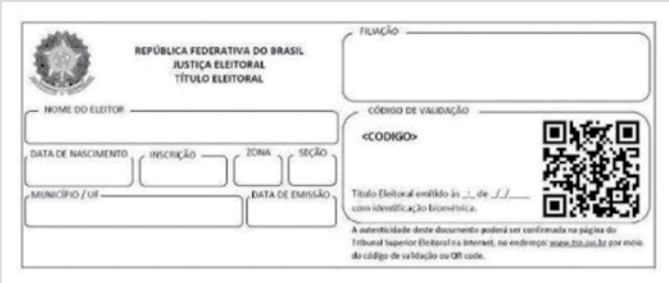 REPÚBLICA FEDERATIVA DO BRASIL
JUSTIÇA ELEITORAL
TÍTULO ELEITORAL
NOME DO ELEITOR
DATA DE NASCIMENTO INSCRIÇÃO ZONA SEÇÃO
MUNICÍPIO / UF DATA DE EMISSÃO
FILIAÇÃO
CÓDIGO DE VALIDAÇÃO
<CODIGO>
Título Eleitoral emitido às _:_ de _/_/____
com identificação biométrica.
A autenticidade deste documento poderá ser confirmada na página do
Tribunal Superior Eleitoral na Internet, no endereço: www.tse.jus.br por meio
do código de validação ou QR code.